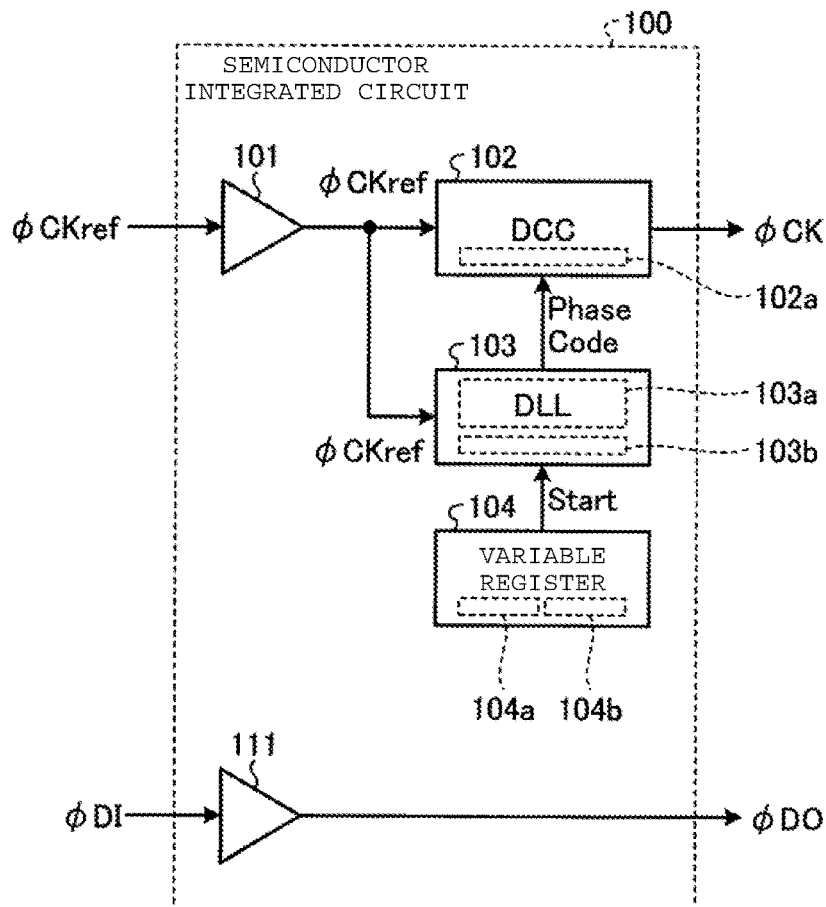 100
SEMICONDUCTOR
INTEGRATED CIRCUIT
101
102
ϕCKref
ϕCKref
DCC
ϕCK
102a
Phase
Code
103
103a
DLL
ϕCKref
103b
Start
104
VARIABLE
REGISTER
104a
104b
111
ϕDI
ϕDO